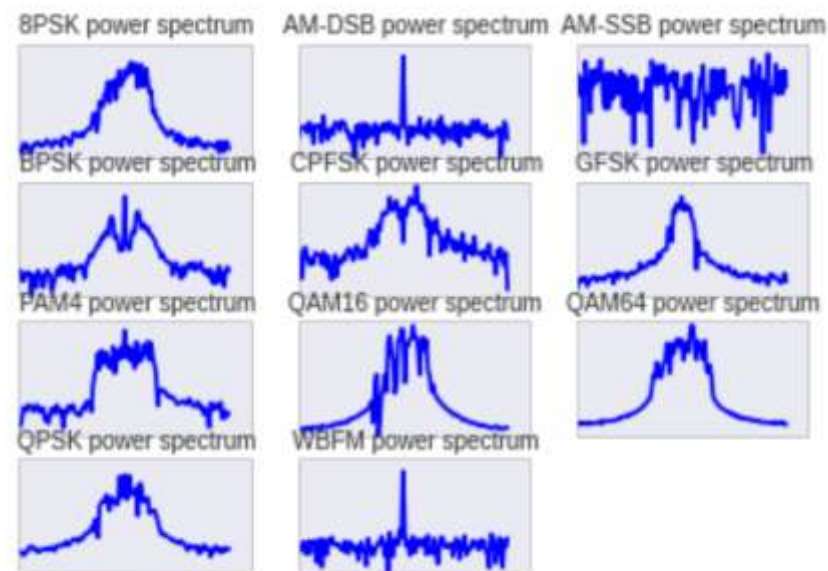 8PSK power spectrum AM-DSB power spectrum AM-SSB power spectrum
BPSK power spectrum CPFSK power spectrum GFSK power spectrum
PAM4 power spectrum QAM16 power spectrum QAM64 power spectrum
QPSK power spectrum WBFM power spectrum